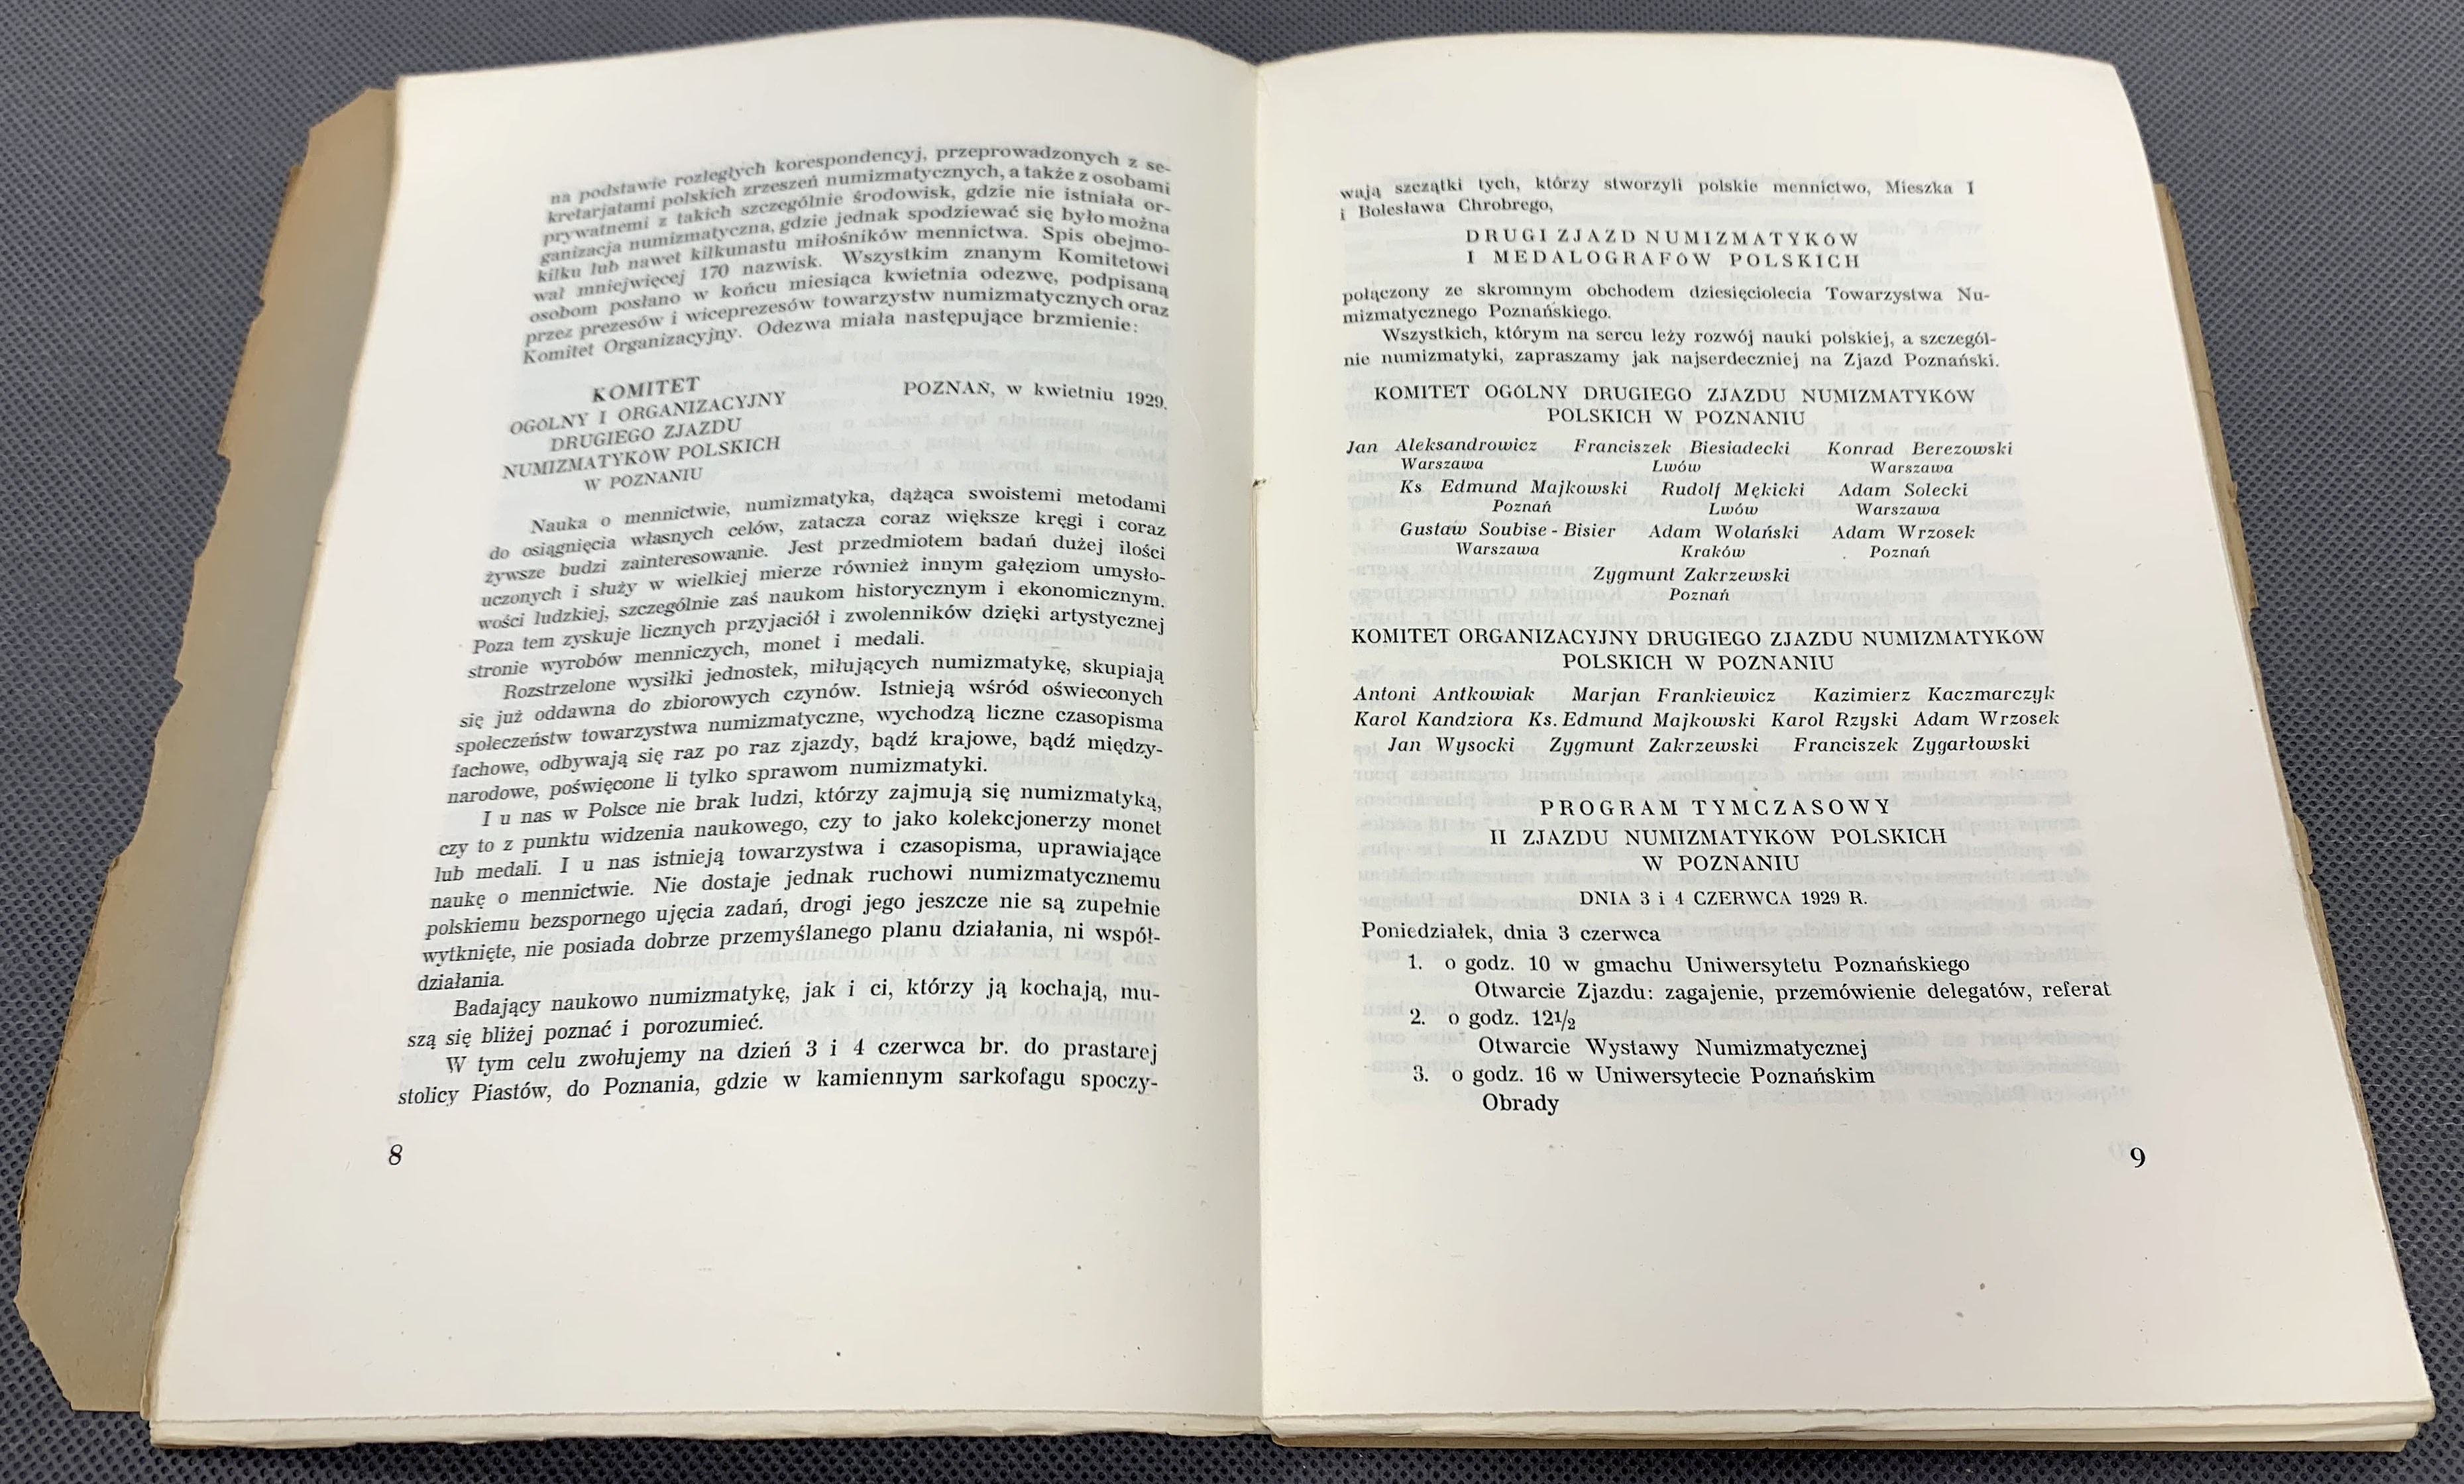 na podstawie rozległych korespondencyj, przeprowadzonych z se-
kretarjatami polskich zrzeszeń numizmatycznych, a także z osobami
prywatnemi z takich szczególnie środowisk, gdzie nie istniała or-
ganizacja numizmatyczna, gdzie jednak spodziewać się było można
kilku lub nawet kilkunastu miłośników mennictwa. Spis obejmo-
wał mniejwięcej 170 nazwisk. Wszystkim znanym Komitetowi
osobom posłano w końcu miesiąca kwietnia odezwę, podpisaną
przez prezesów i wiceprezesów towarzystw numizmatycznych oraz
Komitet Organizacyjny. Odezwa miała następujące brzmienie:
KOMITET
OGÓLNY I ORGANIZACYJNY
DRUGIEGO ZJAZDU
NUMIZMATYKÓW POLSKICH
W POZNANIU
POZNAŃ, w kwietniu 1929.
Nauka o mennictwie, numizmatyka, dążąca swoistemi metodami
do osiągnięcia własnych celów, zatacza coraz większe kręgi i coraz
żywsze budzi zainteresowanie. Jest przedmiotem badań dużej ilości
uczonych i służy w wielkiej mierze również innym gałęziom umysło-
wości ludzkiej, szczególnie zaś naukom historycznym i ekonomicznym.
Poza tem zyskuje licznych przyjaciół i zwolenników dzięki artystycznej
stronie wyrobów menniczych, monet i medali.
Rozstrzelone wysiłki jednostek, miłujących numizmatykę, skupiają
się już oddawna do zbiorowych czynów. Istnieją wśród oświeconych
społeczeństw towarzystwa numizmatyczne, wychodzą liczne czasopisma
fachowe, odbywają się raz po raz zjazdy, bądź krajowe, bądź między-
narodowe, poświęcone li tylko sprawom numizmatyki.
I u nas w Polsce nie brak ludzi, którzy zajmują się numizmatyką,
czy to z punktu widzenia naukowego, czy to jako kolekcjonerzy monet
lub medali. I u nas istnieją towarzystwa i czasopisma, uprawiające
naukę o mennictwie. Nie dostaje jednak ruchowi numizmatycznemu
polskiemu bezspornego ujęcia zadań, drogi jego jeszcze nie są zupełnie
wytknięte, nie posiada dobrze przemyślanego planu działania, ni współ-
działania.
Badający naukowo numizmatykę, jak i ci, którzy ją kochają, mu-
szą się bliżej poznać i porozumieć.
W tym celu zwołujemy na dzień 3 i 4 czerwca br. do prastarej
stolicy Piastów, do Poznania, gdzie w kamiennym sarkofagu spoczy-
8
wają szczątki tych, którzy stworzyli polskie mennictwo, Mieszka I
i Bolesława Chrobrego,
DRUGI ZJAZD NUMIZMATYKÓW
I MEDALOGRAFÓW POLSKICH
połączony ze skromnym obchodem dziesięciolecia Towarzystwa Nu-
mizmatycznego Poznańskiego.
Wszystkich, którym na sercu leży rozwój nauki polskiej, a szczegól-
nie numizmatyki, zapraszamy jak najserdeczniej na Zjazd Poznański.
KOMITET OGÓLNY DRUGIEGO ZJAZDU NUMIZMATYKÓW
POLSKICH W POZNANIU
Jan Aleksandrowicz Franciszek Biesiadecki Konrad Berezowski
Warszawa Lwów Warszawa
Ks Edmund Majkowski Rudolf Mękicki Adam Solecki
Poznań Lwów Warszawa
Gustaw Soubise-Bisier Adam Wolański Adam Wrzosek
Warszawa Kraków Poznań
Zygmunt Zakrzewski
Poznań
KOMITET ORGANIZACYJNY DRUGIEGO ZJAZDU NUMIZMATYKÓW
POLSKICH W POZNANIU
Antoni Antkowiak Marjan Frankiewicz Kazimierz Kaczmarczyk
Karol Kandziora Ks. Edmund Majkowski Karol Rzyski Adam Wrzosek
Jan Wysocki Zygmunt Zakrzewski Franciszek Zygarłowski
PROGRAM TYMCZASOWY
II ZJAZDU NUMIZMATYKÓW POLSKICH
W POZNANIU
DNIA 3 i 4 CZERWCA 1929 R.
Poniedziałek, dnia 3 czerwca
1. o godz. 10 w gmachu Uniwersytetu Poznańskiego
Otwarcie Zjazdu: zagajenie, przemówienie delegatów, referat
2. o godz. 12 1/2
Otwarcie Wystawy Numizmatycznej
3. o godz. 16 w Uniwersytecie Poznańskim
Obrady
9